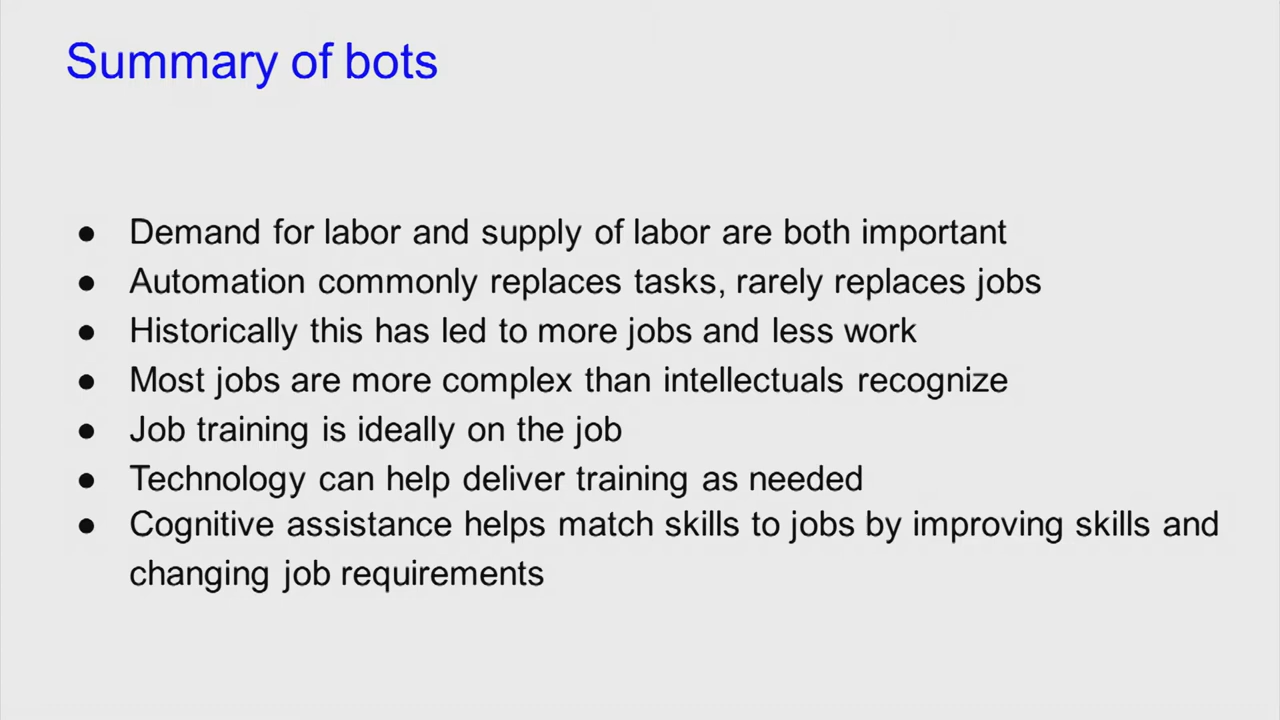 Summary of bots
● Demand for labor and supply of labor are both important
● Automation commonly replaces tasks, rarely replaces jobs
● Historically this has led to more jobs and less work
● Most jobs are more complex than intellectuals recognize
● Job training is ideally on the job
● Technology can help deliver training as needed
● Cognitive assistance helps match skills to jobs by improving skills and
changing job requirements